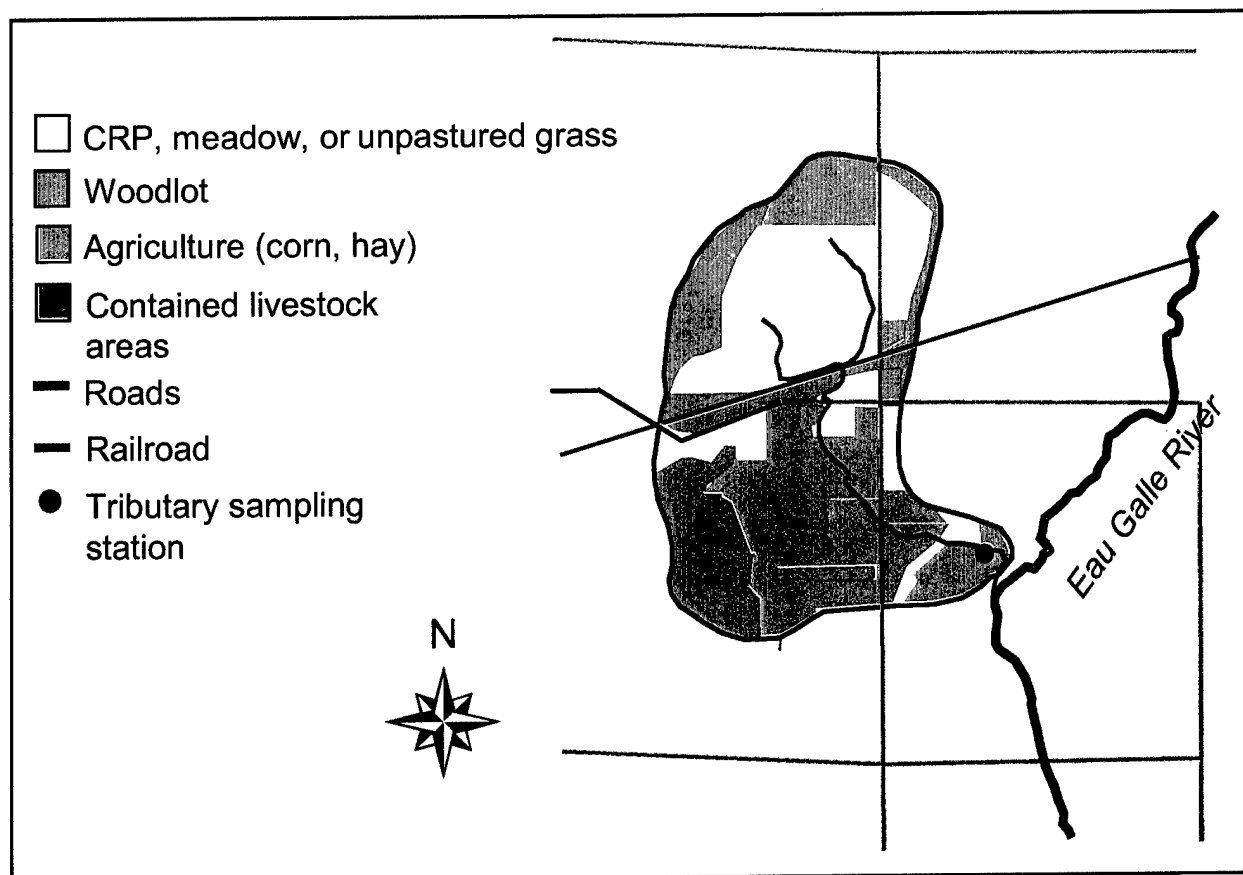 CRP, meadow, or unpastured grass
Woodlot
Agriculture (corn, hay)
Contained livestock
areas
Roads
Railroad
Tributary sampling
station
N
Eau Galle River